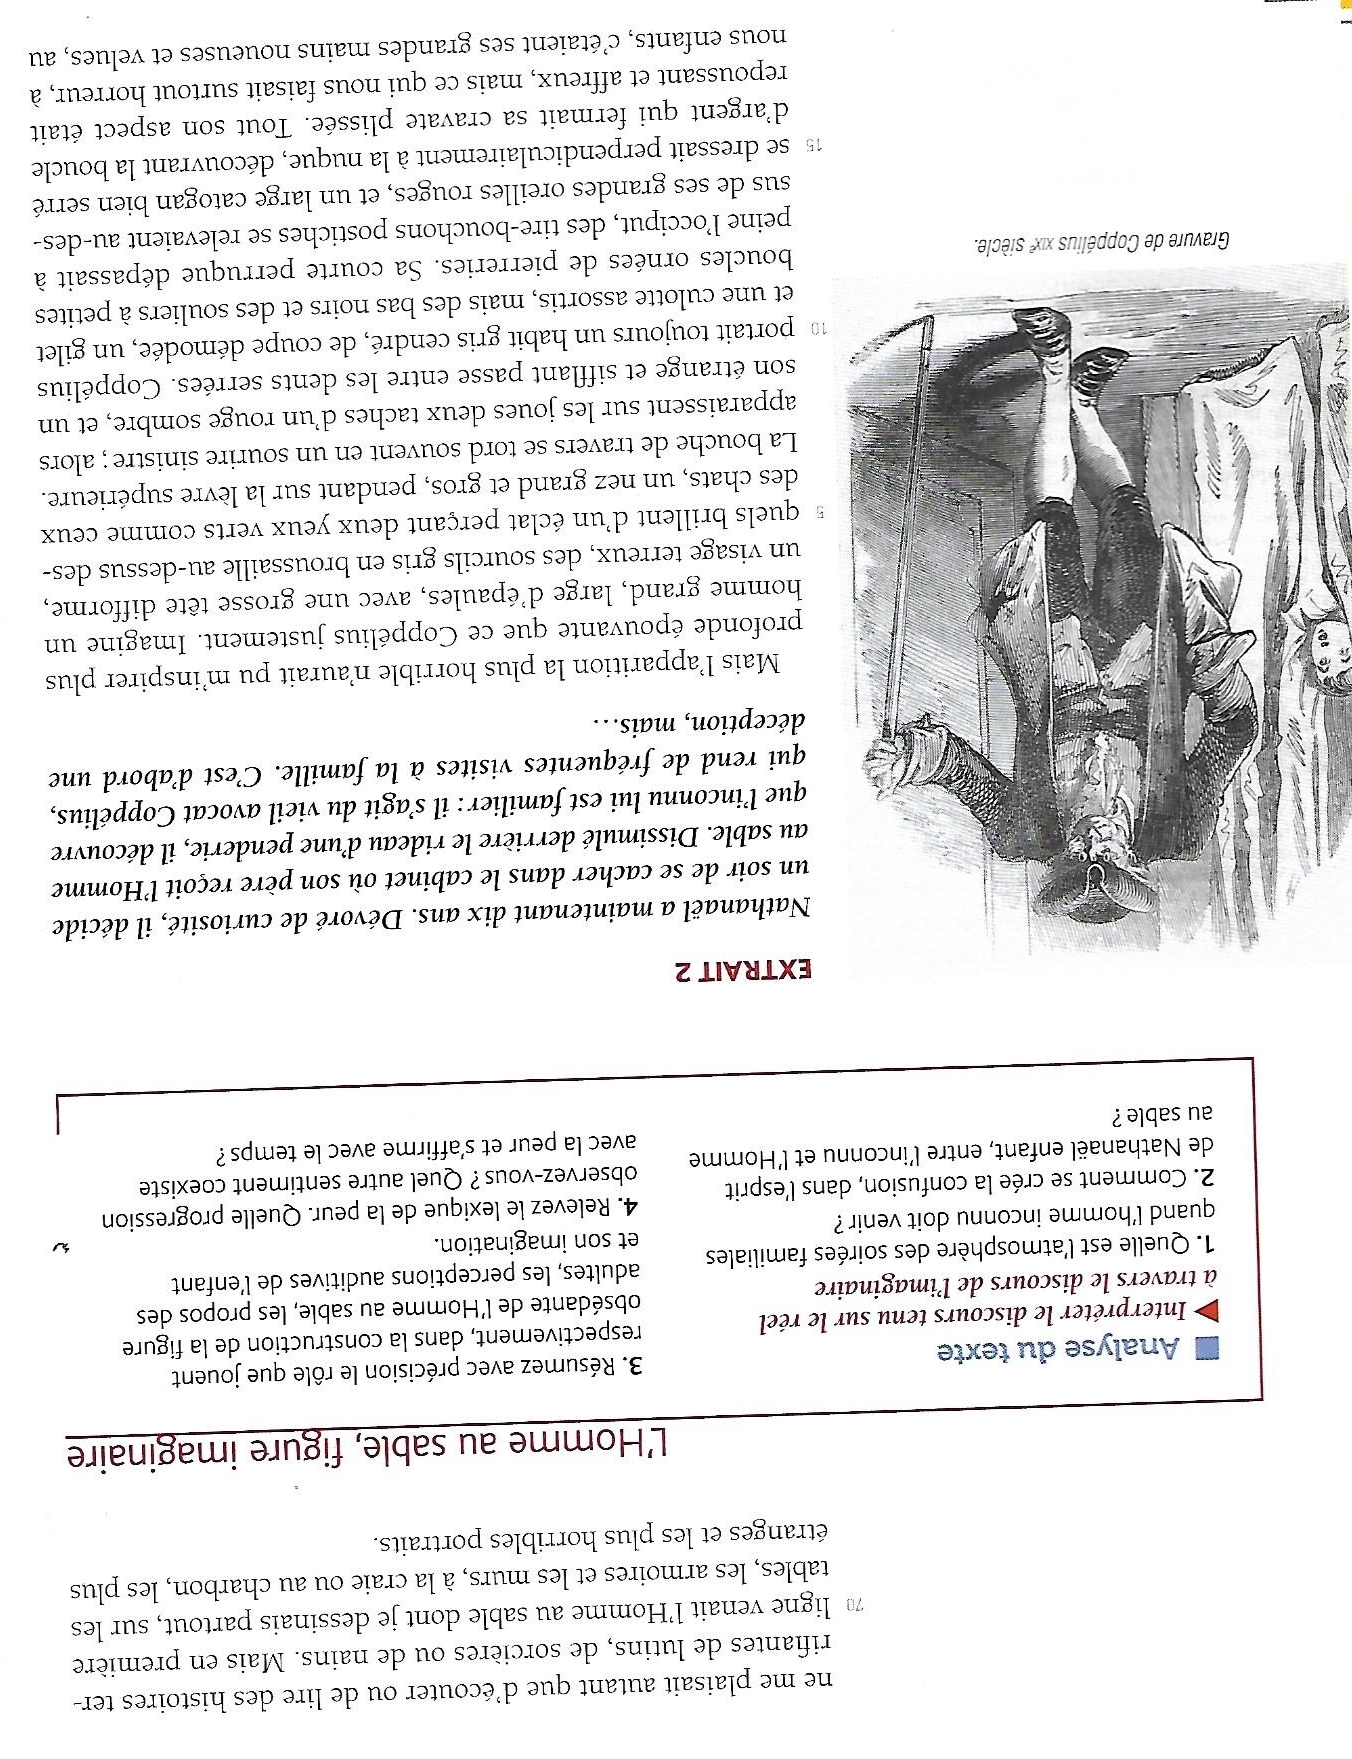 ne me plaisait autant que d'écouter ou de lire des histoires ter-
rifiantes de lutins, de sorcières ou de nains. Mais en première
70 ligne venait l'Homme au sable dont je dessinais partout, sur les
tables, les armoires et les murs, à la craie ou au charbon, les plus
étranges et les plus horribles portraits.
L'Homme au sable, figure imaginaire
Analyse du texte
Interpréter le discours tenu sur le réel
à travers le discours de l'imaginaire
1. Quelle est l'atmosphère des soirées familiales
quand l'homme inconnu doit venir ?
2. Comment se crée la confusion, dans l'esprit
de Nathanaël enfant, entre l'inconnu et l'Homme
au sable ?
3. Résumez avec précision le rôle que jouent
respectivement, dans la construction de la figure
obsédante de l'Homme au sable, les propos des
adultes, les perceptions auditives de l'enfant
et son imagination.
4. Relevez le lexique de la peur. Quelle progression
observez-vous ? Quel autre sentiment coexiste
avec la peur et s'affirme avec le temps ?
EXTRAIT 2
Nathanaël a maintenant dix ans. Dévoré de curiosité, il décide
un soir de se cacher dans le cabinet où son père reçoit l'Homme
au sable. Dissimulé derrière le rideau d'une penderie, il découvre
que l'inconnu lui est familier : il s'agit du vieil avocat Coppélius,
qui rend de fréquentes visites à la famille. C'est d'abord une
déception, mais...
Mais l'apparition la plus horrible n'aurait pu m'inspirer plus
profonde épouvante que ce Coppélius justement. Imagine un
homme grand, large d'épaules, avec une grosse tête difforme,
un visage terreux, des sourcils gris en broussaille au-dessus des-
5 quels brillent d'un éclat perçant deux yeux verts comme ceux
des chats, un nez grand et gros, pendant sur la lèvre supérieure.
La bouche de travers se tord souvent en un sourire sinistre ; alors
apparaissent sur les joues deux taches d'un rouge sombre, et un
son étrange et sifflant passe entre les dents serrées. Coppélius
10 portait toujours un habit gris cendré, de coupe démodée, un gilet
et une culotte assortis, mais des bas noirs et des souliers à petites
boucles ornées de pierreries. Sa courte perruque dépassait à
peine l'occiput, des tire-bouchons postiches se relevaient au-des-
sus de ses grandes oreilles rouges, et un large catogan bien serré
15 se dressait perpendiculairement à la nuque, découvrant la boucle
d'argent qui fermait sa cravate plissée. Tout son aspect était
repoussant et affreux, mais ce qui nous faisait surtout horreur, à
nous enfants, c'étaient ses grandes mains noueuses et velues, au
Gravure de Coppélius XIXe siècle.